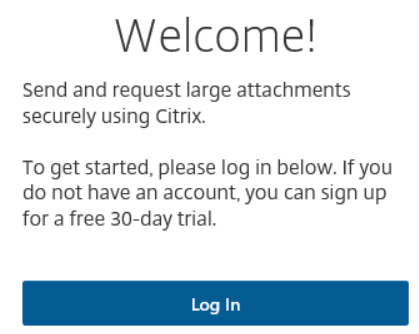 Welcome!
Send and request large attachments
securely using Citrix.
To get started, please log in below. If you
do not have an account, you can sign up
for a free 30-day trial.
Log In